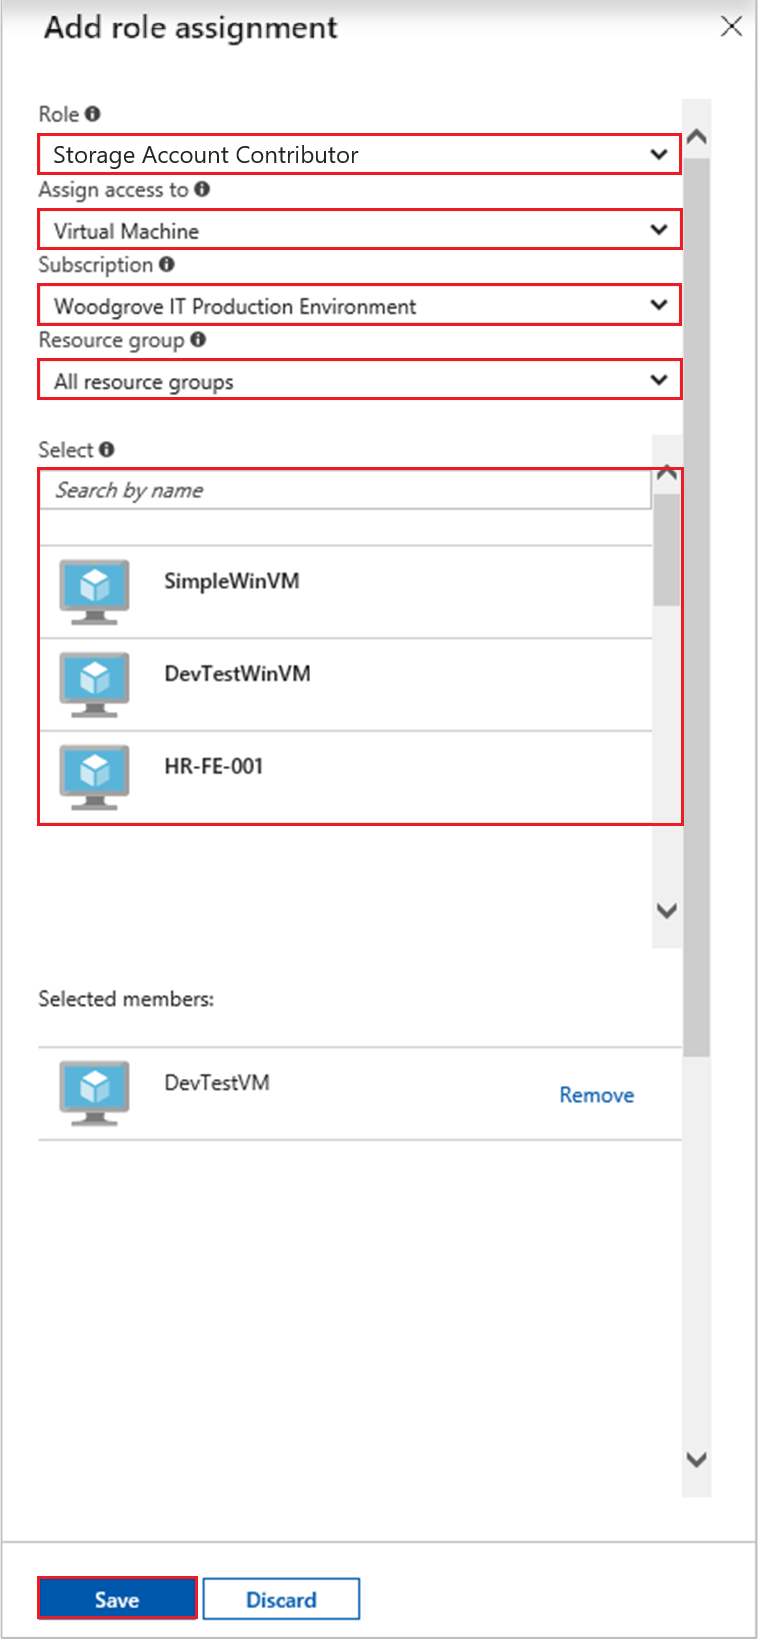 Add role assignment
Role
Storage Account Contributor
Assign access to
Virtual Machine
Subscription
Woodgrove IT Production Environment
Resource group
All resource groups
Select
Search by name
SimpleWinVM
DevTestWinVM
HR-FE-001
Selected members:
DevTestVM
Remove
Save Discard